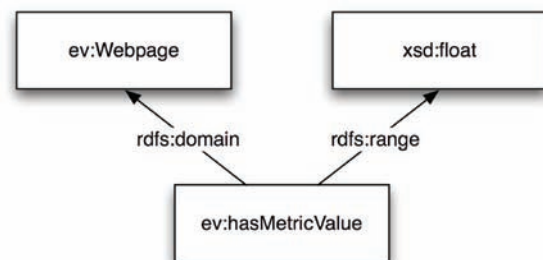 ev:Webpage
xsd:float
rdfs:domain
rdfs:range
ev:hasMetricValue